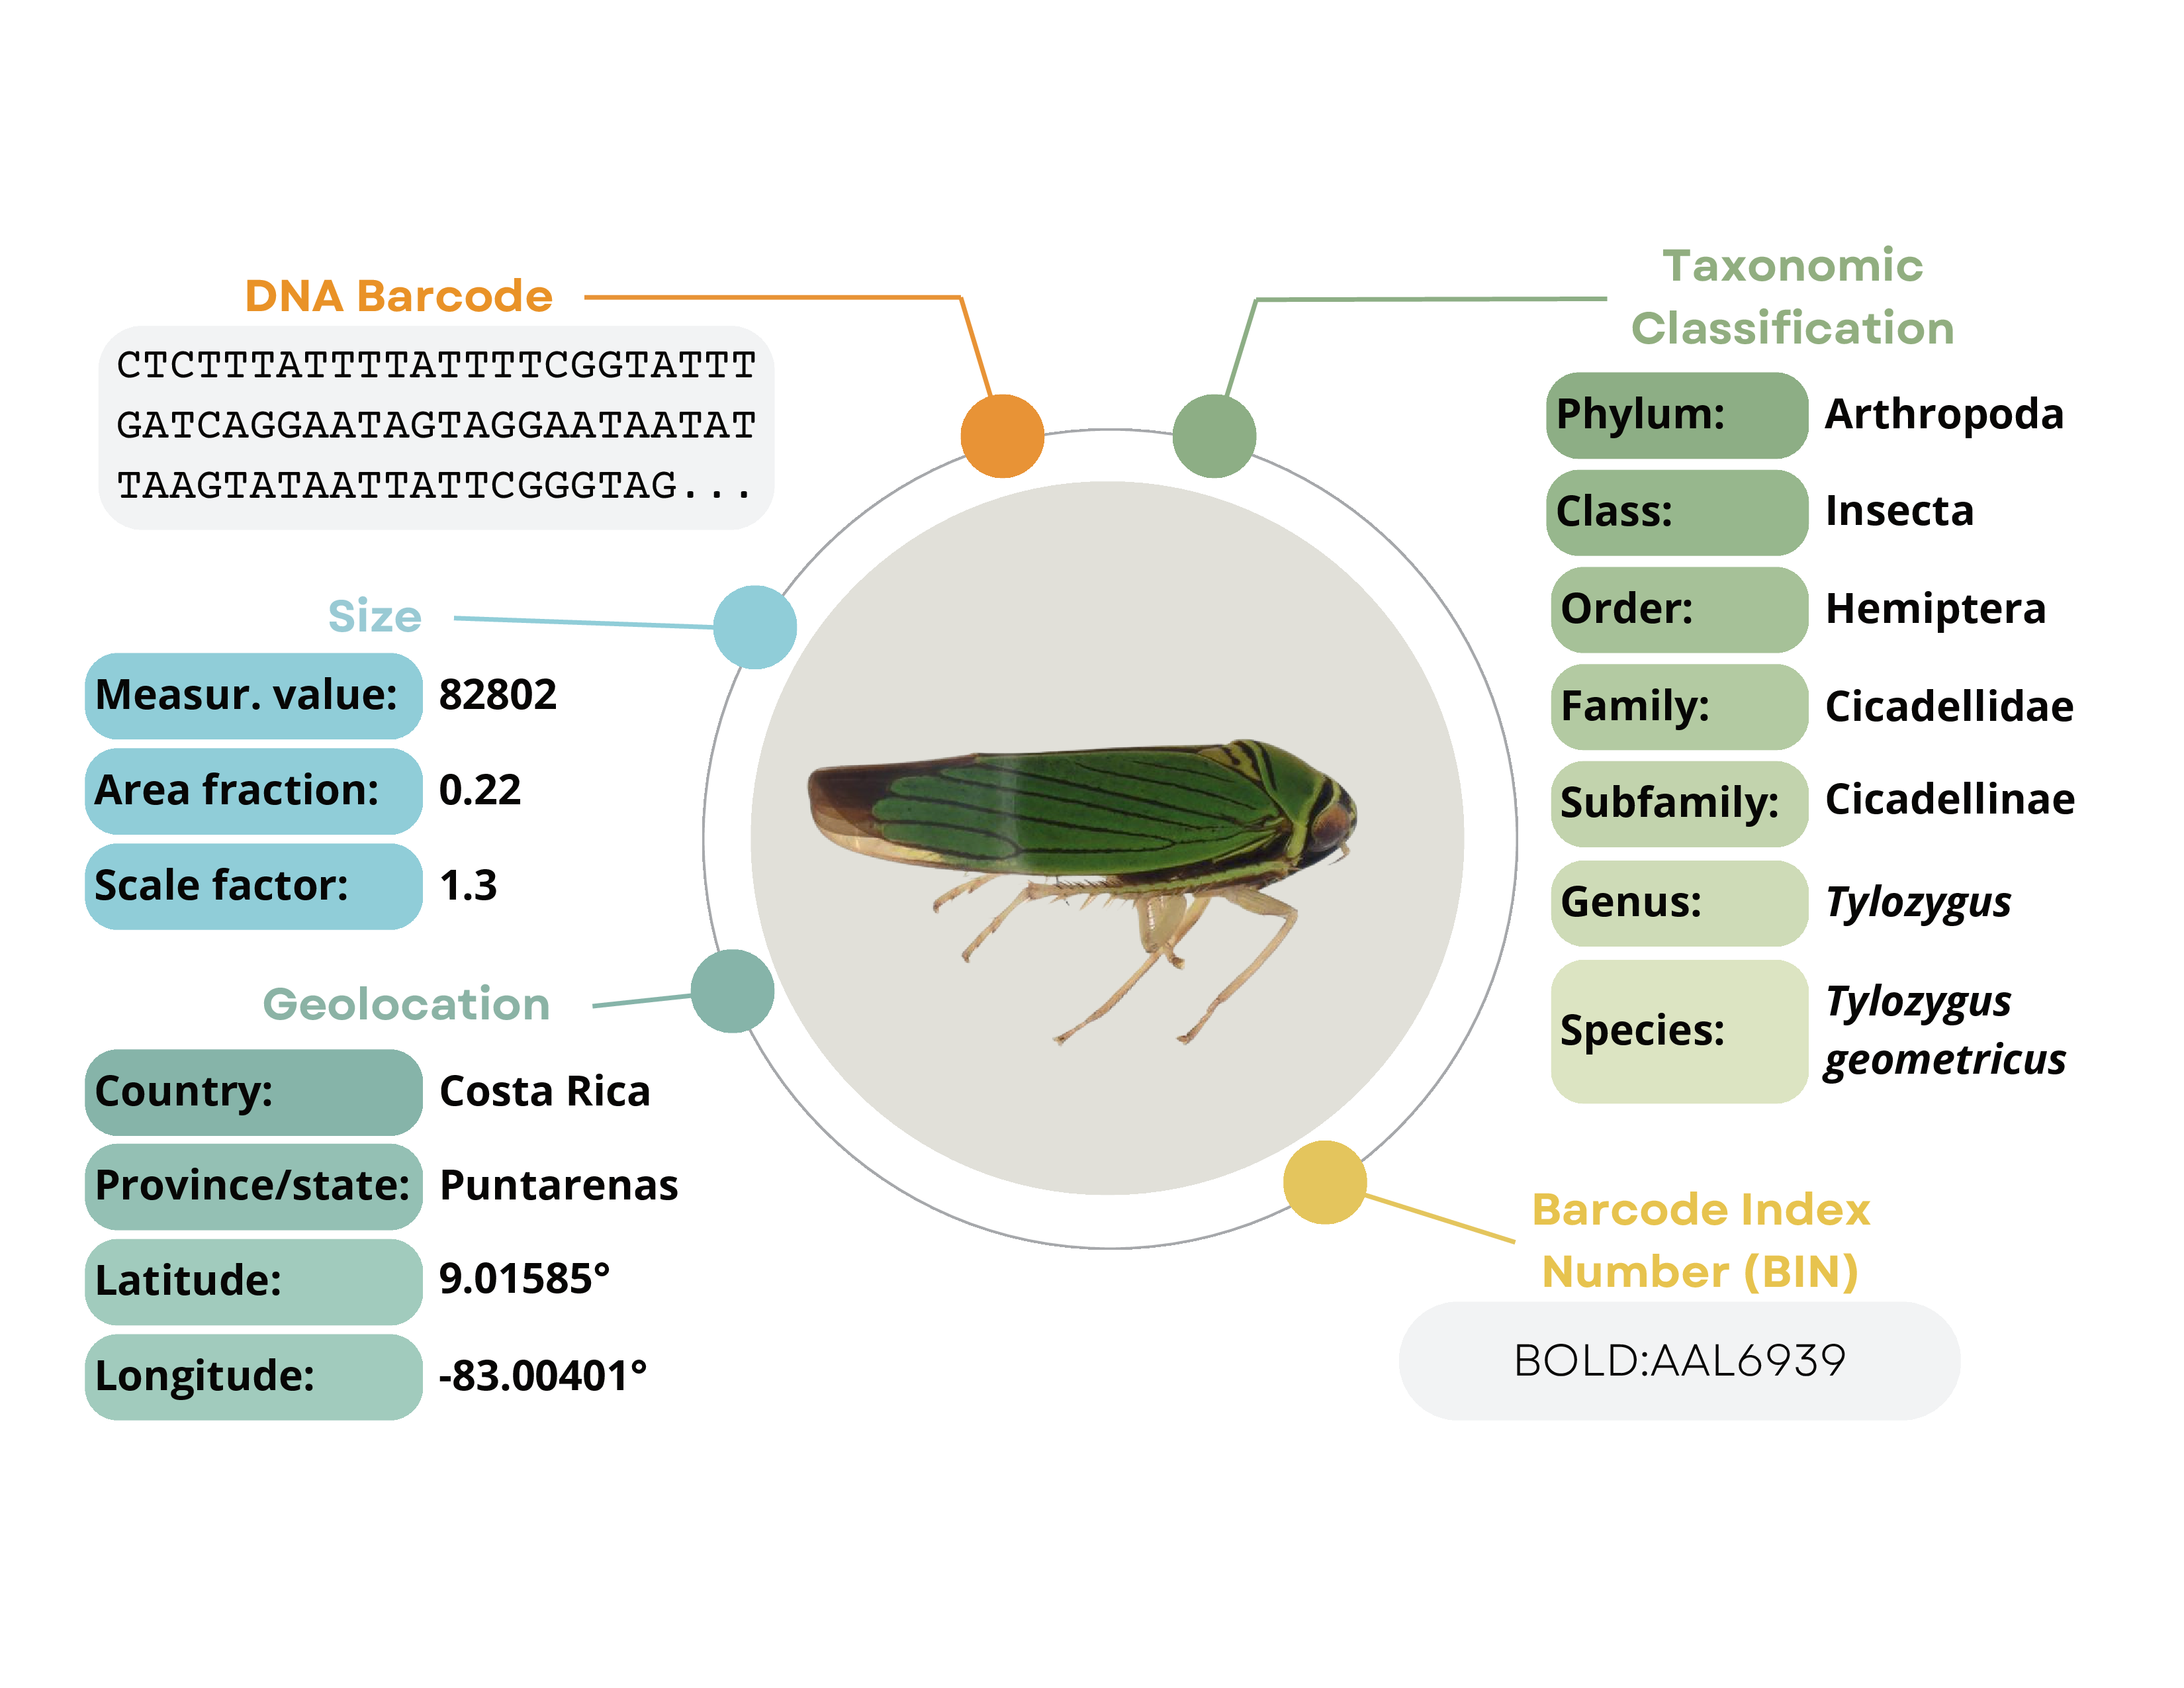 DNA Barcode
CTCTTTATTTTATTTTCGGTATTT
GATCAGGAATAGTAGGAATAATAT
TAAGTATAATTATTCGGGTAG...
Size
Measur. value: 82802
Area fraction: 0.22
Scale factor: 1.3
Geolocation
Country: Costa Rica
Province/state: Puntarenas
Latitude: 9.01585°
Longitude: -83.00401°
Taxonomic
Classification
Phylum: Arthropoda
Class: Insecta
Order: Hemiptera
Family: Cicadellidae
Subfamily: Cicadellinae
Genus: Tylozygus
Species: Tylozygus
geometricus
Barcode Index
Number (BIN)
BOLD:AAL6939